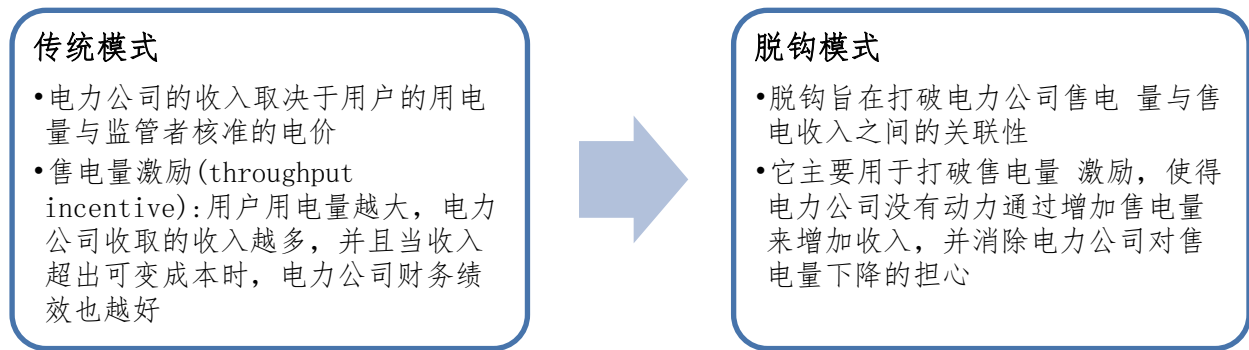 传统模式
•电力公司的收入取决于用户的用电
量与监管者核准的电价
•售电量激励(throughput
incentive):用户用电量越大，电力
公司收取的收入越多，并且当收入
超出可变成本时，电力公司财务绩
效也越好
脱钩模式
•脱钩旨在打破电力公司售电 量与售
电收入之间的关联性
•它主要用于打破售电量 激励，使得
电力公司没有动力通过增加售电量
来增加收入，并消除电力公司对售
电量下降的担心